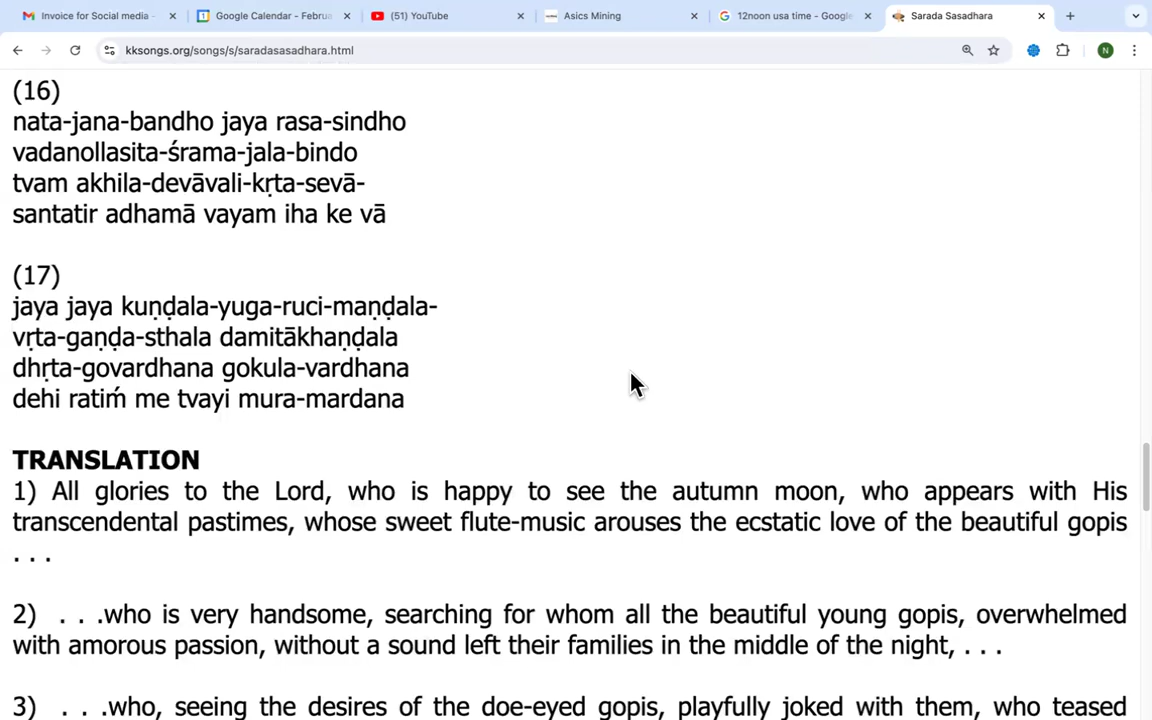 Invoice for Social media -
Google Calendar - Februa
(51) YouTube
Asics Mining
12noon usa time - Google
Sarada Sasadhara
kksongs.org/songs/s/saradasasadhara.html
N
(16)
nata-jana-bandho jaya rasa-sindho
vadanollasita-śrama-jala-bindo
tvam akhila-devāvali-kṛta-sevā-
santatir adhamā vayam iha ke vā
(17)
jaya jaya kuṇḍala-yuga-ruci-maṇḍala-
vṛta-gaṇḍa-sthala damitākhaṇḍala
dhṛta-govardhana gokula-vardhana
dehi ratiḿ me tvayi mura-mardana
TRANSLATION
1) All glories to the Lord, who is happy to see the autumn moon, who appears with His
transcendental pastimes, whose sweet flute-music arouses the ecstatic love of the beautiful gopis
. . .
2) . . .who is very handsome, searching for whom all the beautiful young gopis, overwhelmed
with amorous passion, without a sound left their families in the middle of the night, . . .
3) . . .who, seeing the desires of the doe-eyed gopis, playfully joked with them, who teased